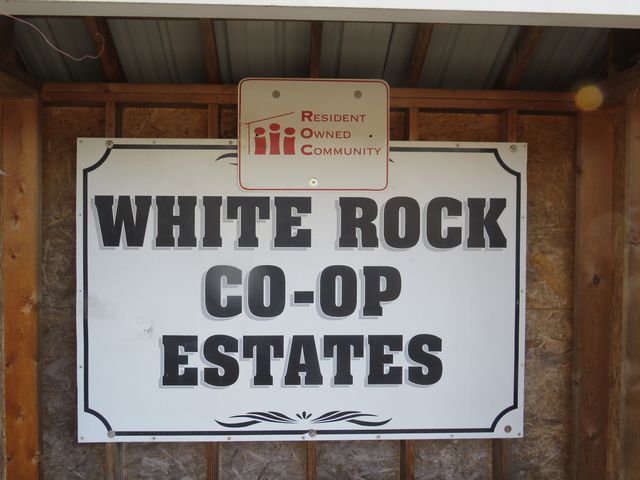 Resident
Owned
Community
WHITE ROCK
CO-OP
ESTATES